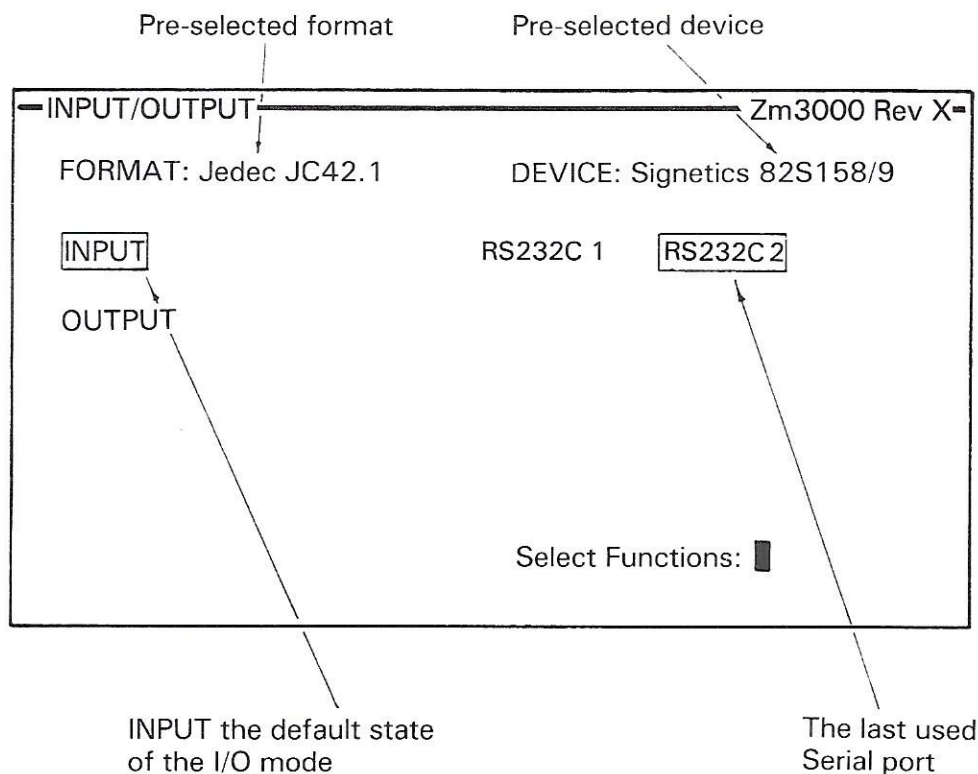 Pre-selected format
Pre-selected device
INPUT/OUTPUT
Zm3000 Rev X
FORMAT: Jedec JC42.1
DEVICE: Signetics 82S158/9
INPUT
RS232C 1
RS232C 2
OUTPUT
Select Functions:
INPUT the default state
of the I/O mode
The last used
Serial port